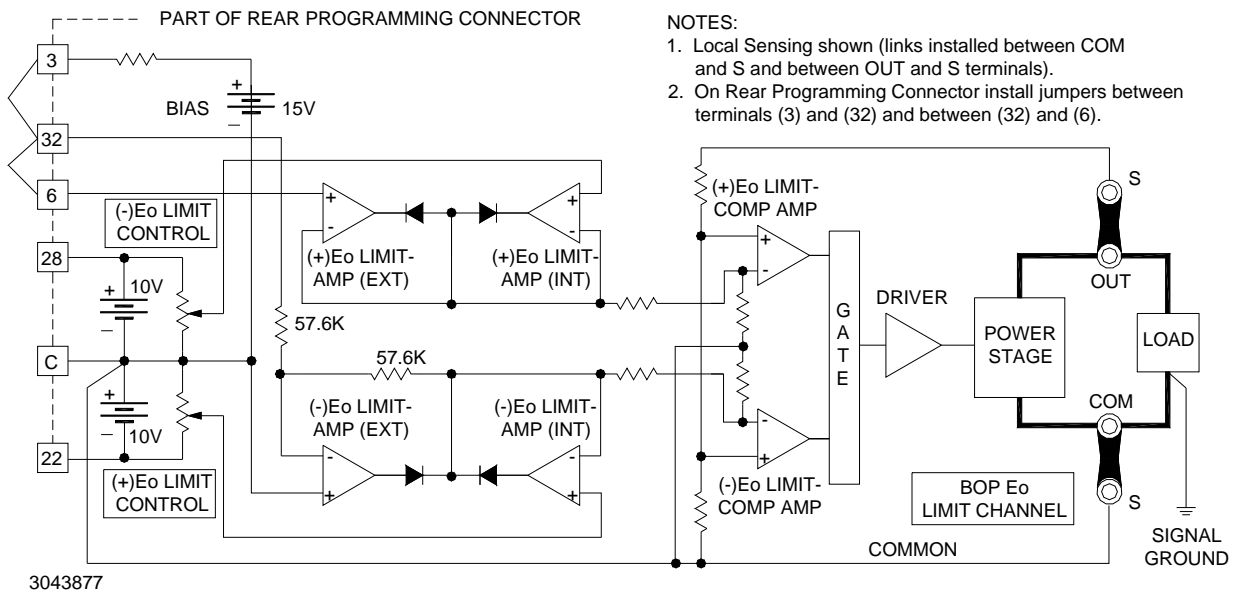 PART OF REAR PROGRAMMING CONNECTOR
NOTES:
1. Local Sensing shown (links installed between COM
and S and between OUT and S terminals).
2. On Rear Programming Connector install jumpers between
terminals (3) and (32) and between (32) and (6).
3
+
BIAS
15V
–
32
6
(-)Eo LIMIT
CONTROL
28
+
10V
–
C
+
10V
–
22
(+)Eo LIMIT
CONTROL
+
-
(+)Eo LIMIT-
AMP (EXT)
+
-
(+)Eo LIMIT-
AMP (INT)
57.6K
57.6K
(-)Eo LIMIT-
AMP (EXT)
-
+
(-)Eo LIMIT-
AMP (INT)
-
+
(+)Eo LIMIT-
COMP AMP
+
-
-
+
(-)Eo LIMIT-
COMP AMP
G
A
T
E
DRIVER
POWER
STAGE
S
OUT
LOAD
COM
S
BOP Eo
LIMIT CHANNEL
SIGNAL
GROUND
COMMON
3043877